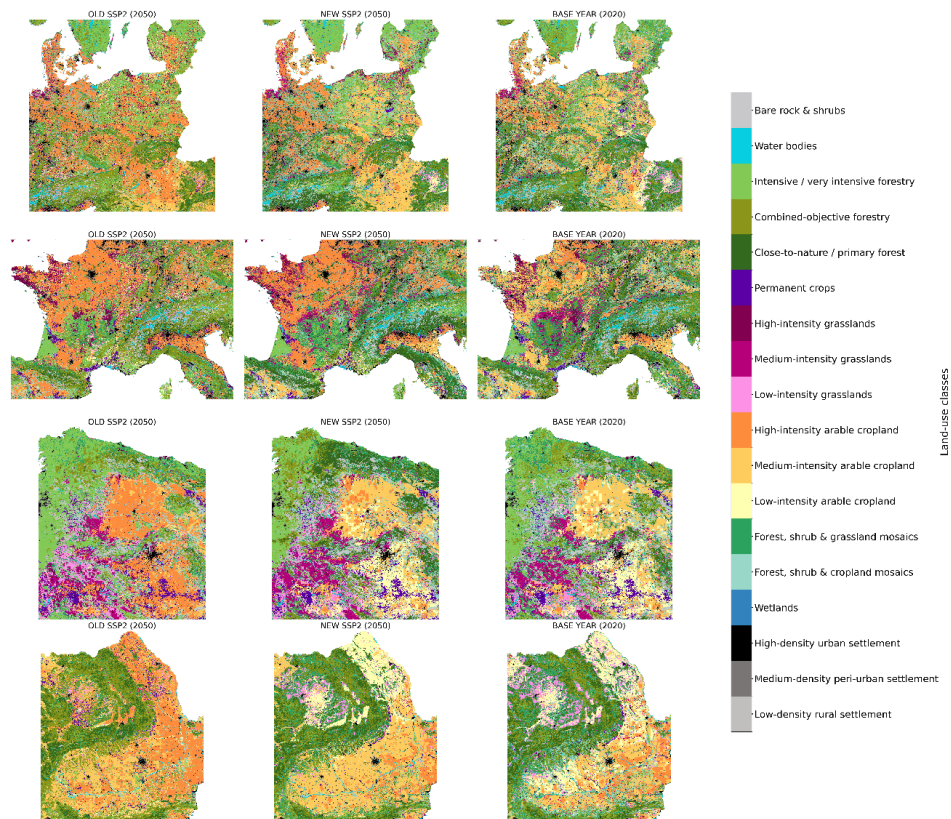 OLD SSP2 (2050)
NEW SSP2 (2050)
BASE YEAR (2020)
OLD SSP2 (2050)
NEW SSP2 (2050)
BASE YEAR (2020)
OLD SSP2 (2050)
NEW SSP2 (2050)
BASE YEAR (2020)
OLD SSP2 (2050)
NEW SSP2 (2050)
BASE YEAR (2020)
Bare rock & shrubs
Water bodies
Intensive / very intensive forestry
Combined-objective forestry
Close-to-nature / primary forest
Permanent crops
High-intensity grasslands
Medium-intensity grasslands
Low-intensity grasslands
High-intensity arable cropland
Medium-intensity arable cropland
Low-intensity arable cropland
Forest, shrub & grassland mosaics
Forest, shrub & cropland mosaics
Wetlands
High-density urban settlement
Medium-density peri-urban settlement
Low-density rural settlement
Land-use classes